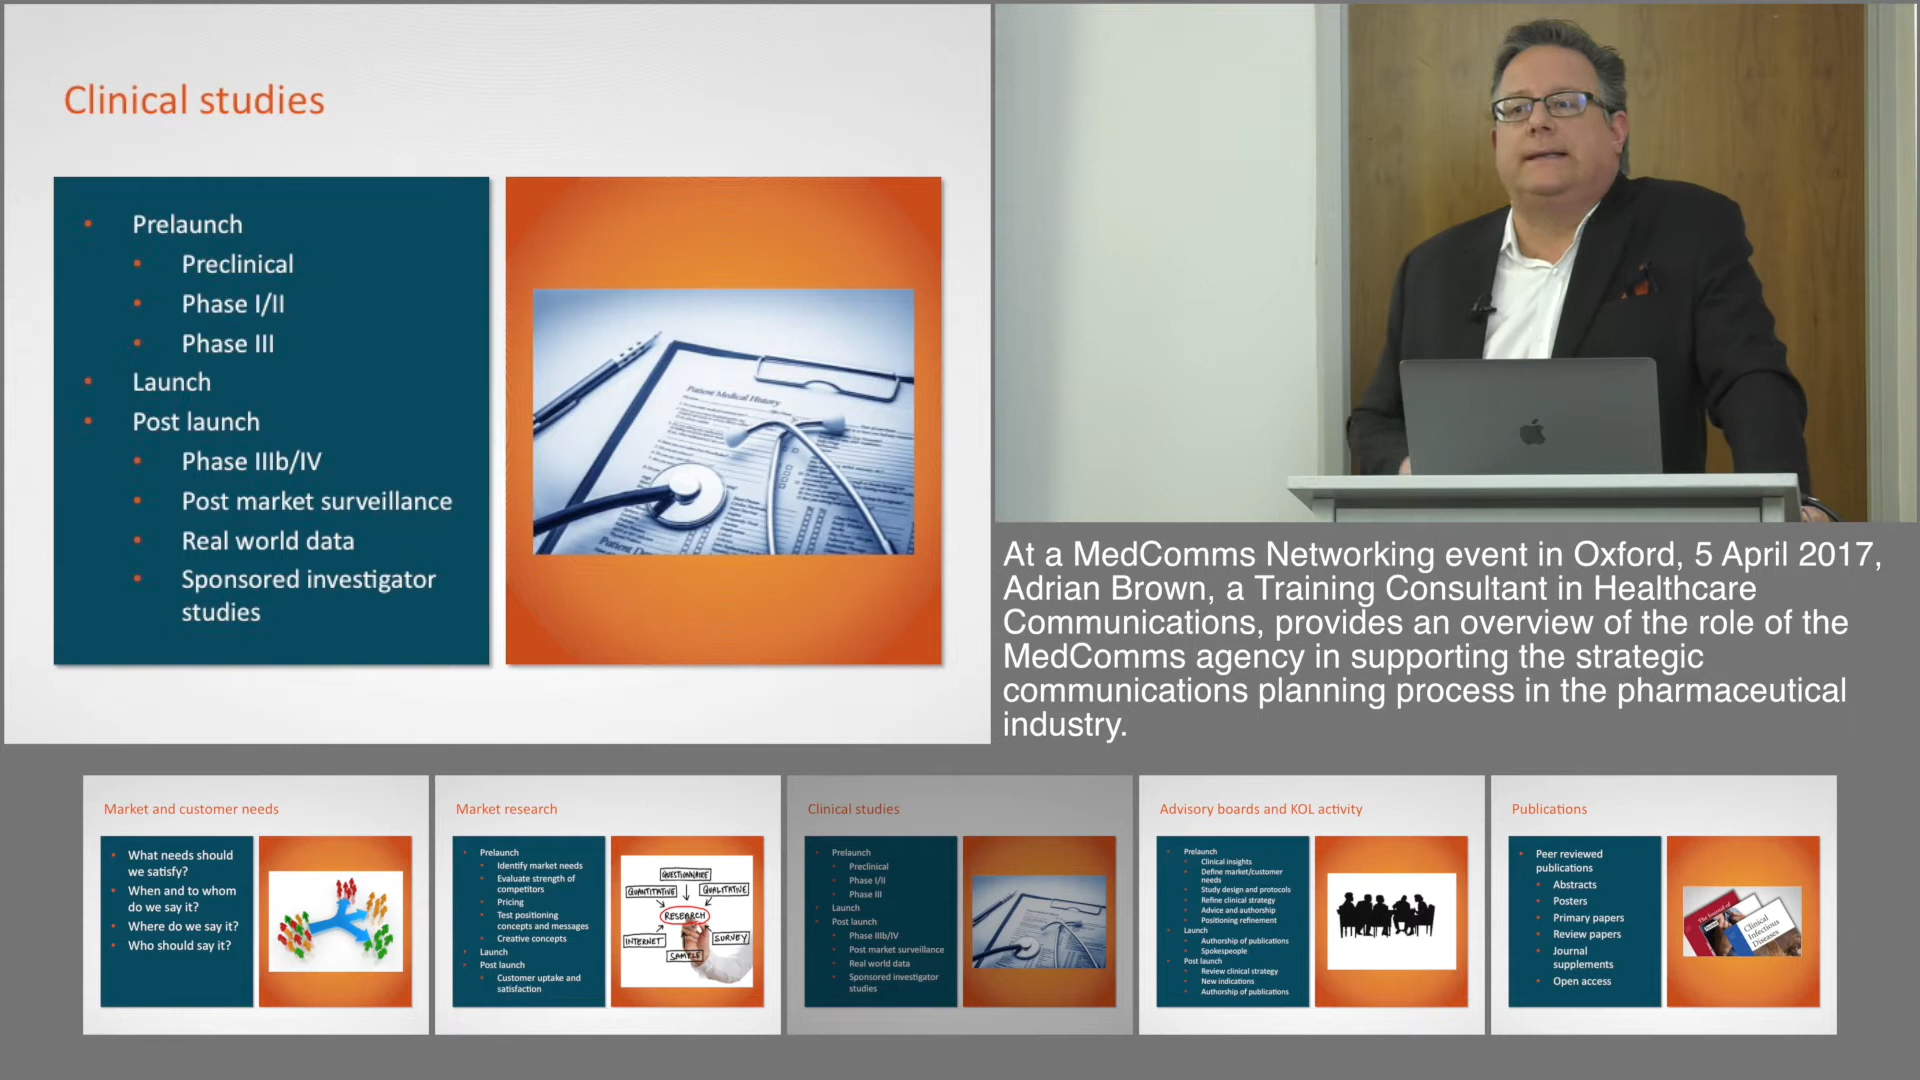 Clinical studies
Prelaunch
Preclinical
Phase I/II
Phase III
Launch
Post launch
Phase IIIb/IV
Post market surveillance
Real world data
Sponsored investigator
studies
Patient Medical History
At a MedComms Networking event in Oxford, 5 April 2017,
Adrian Brown, a Training Consultant in Healthcare
Communications, provides an overview of the role of the
MedComms agency in supporting the strategic
communications planning process in the pharmaceutical
industry.
Market and customer needs
What needs should
we satisfy?
When and to whom
do we say it?
Where do we say it?
Who should say it?
Market research
Prelaunch
Identify market needs
Evaluate strength of
competitors
Pricing
Test positioning
concepts and messages
Creative concepts
Launch
Post launch
Customer uptake and
satisfaction
QUESTIONNAIRE
QUANTITATIVE
QUALITATIVE
RESEARCH
INTERNET
SURVEY
SAMPLE
Clinical studies
Prelaunch
Preclinical
Phase I/II
Phase III
Launch
Post launch
Phase IIIb/IV
Post market surveillance
Real world data
Sponsored investigator
studies
Advisory boards and KOL activity
Prelaunch
Clinical insights
Define market/customer
needs
Study design and protocols
Refine clinical strategy
Advice and authorship
Positioning refinement
Launch
Authorship of publications
Spokespeople
Post launch
Review clinical strategy
New indications
Authorship of publications
Publications
Peer reviewed
publications
Abstracts
Posters
Primary papers
Review papers
Journal
supplements
Open access
The Journal of
Clinical
Infectious
Diseases